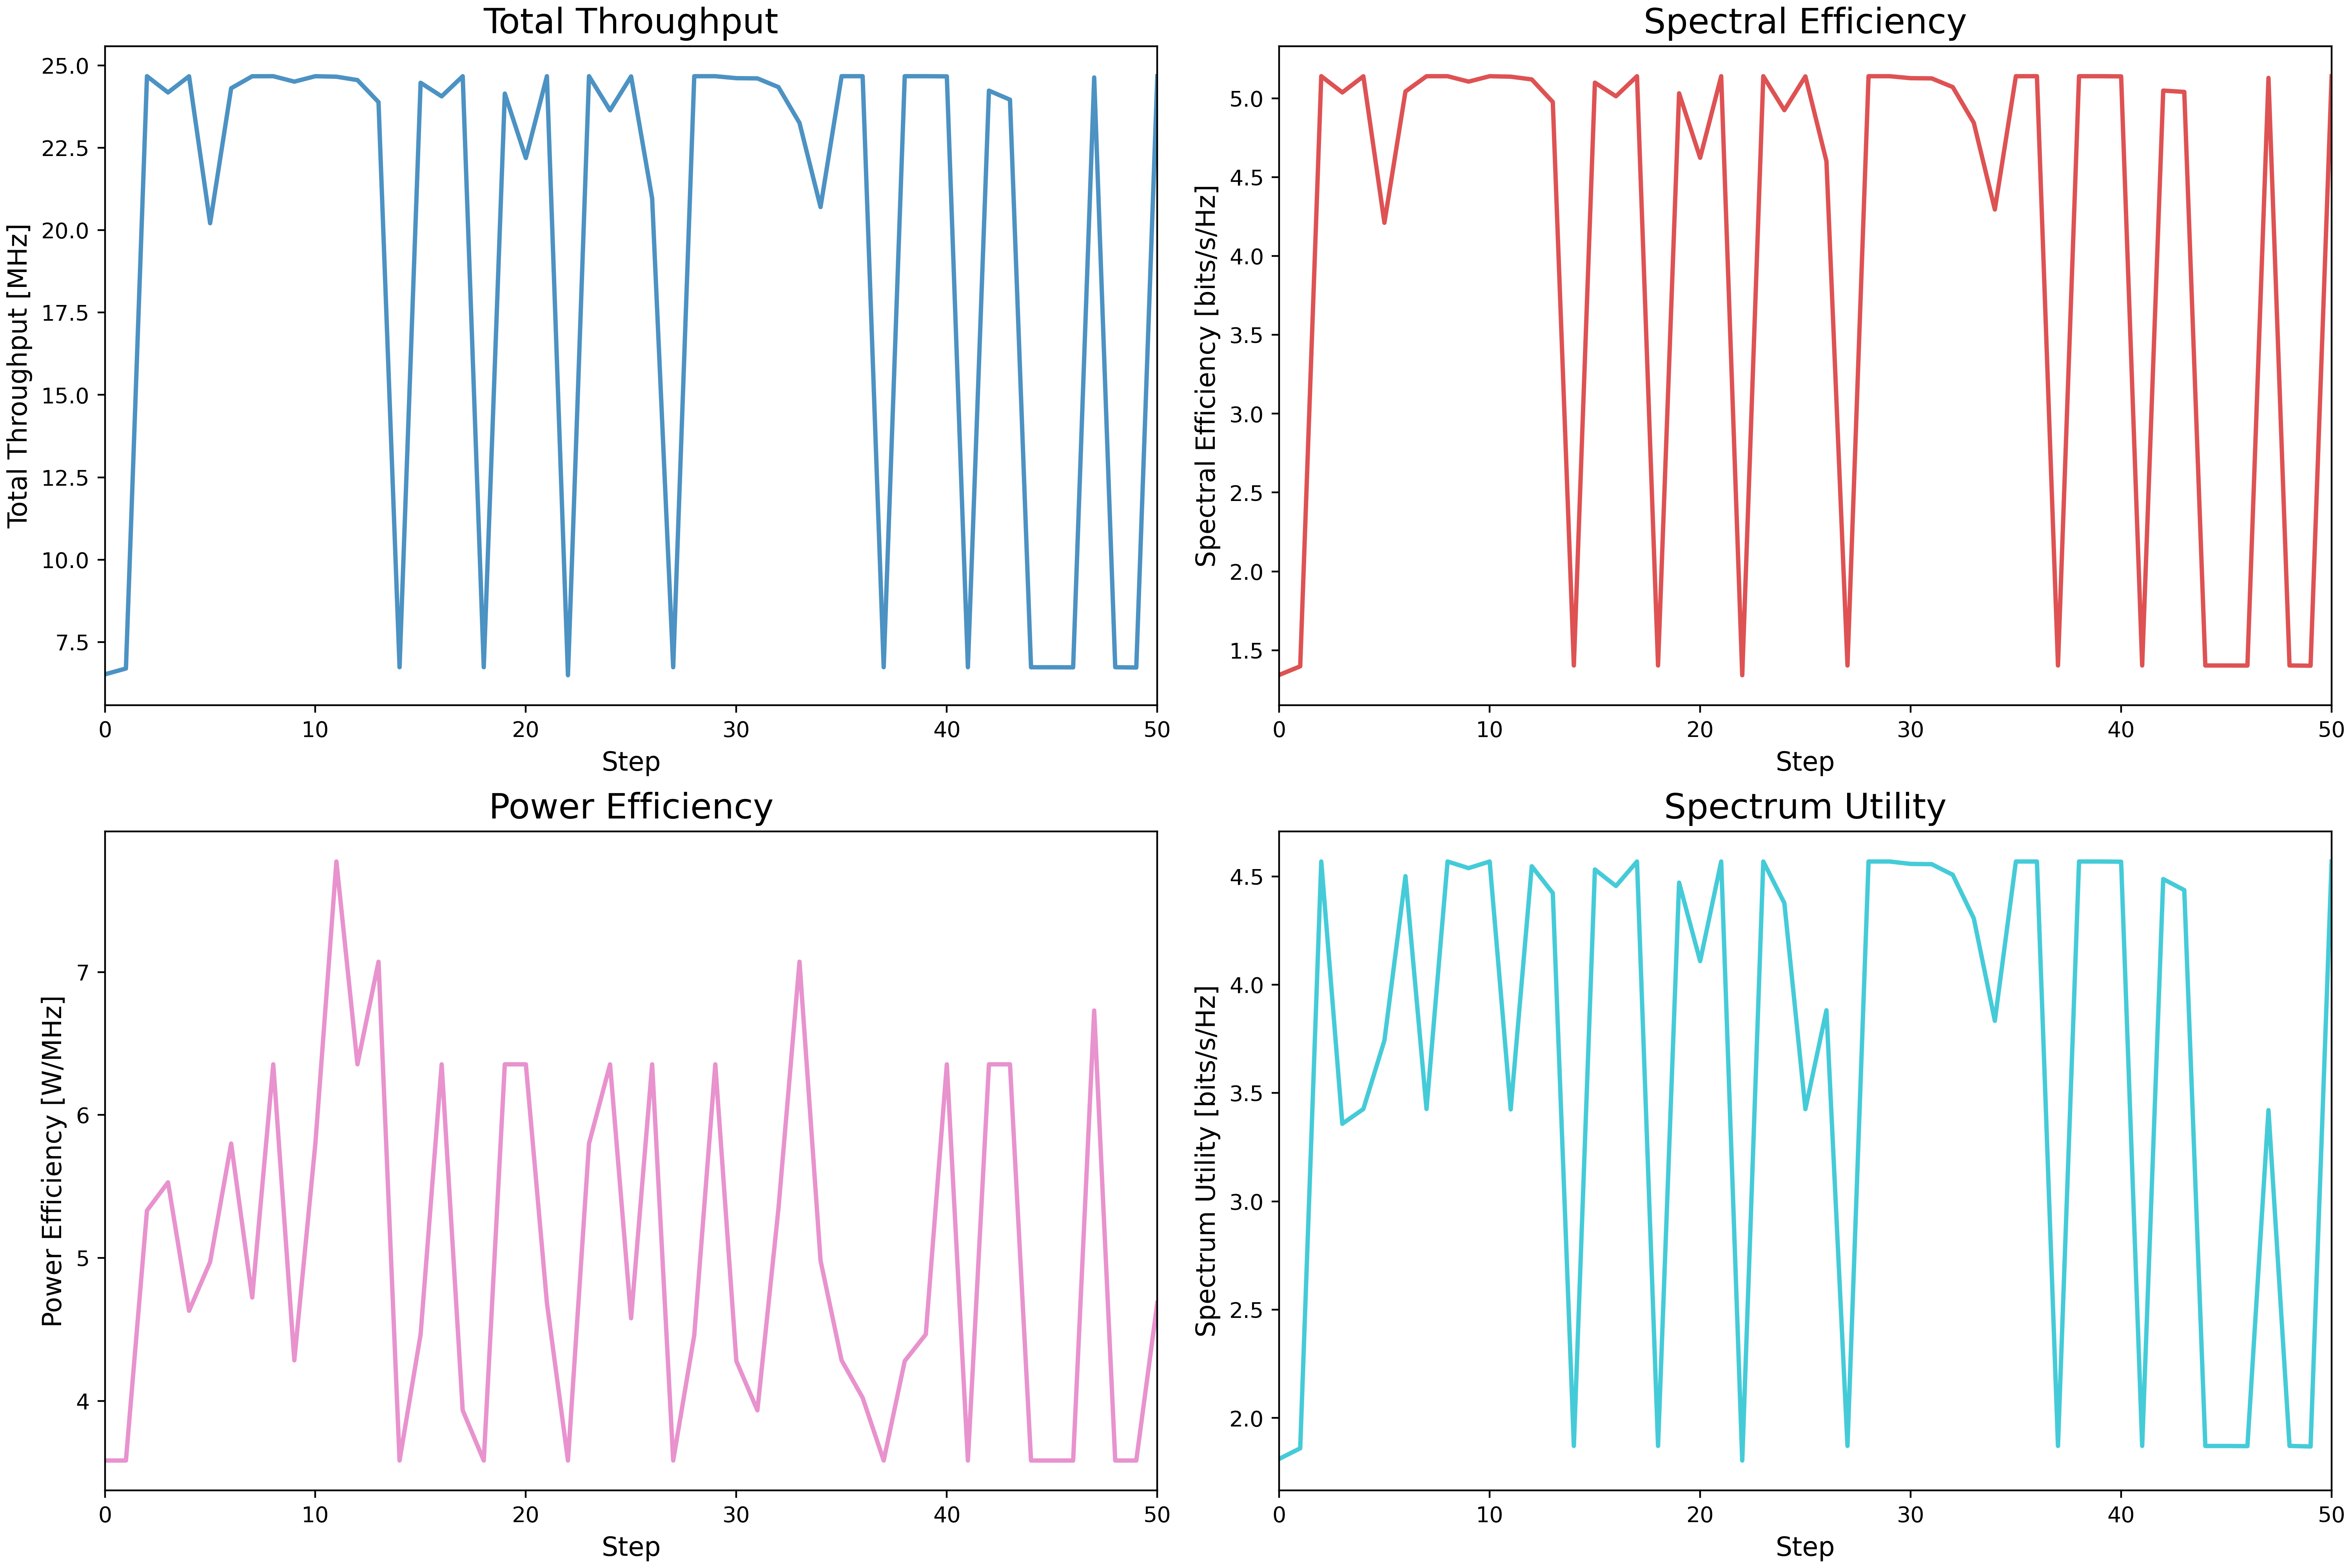 Total Throughput
Total Throughput [MHz]
25.0
22.5
20.0
17.5
15.0
12.5
10.0
7.5
0 10 20 30 40 50
Step
Spectral Efficiency
Spectral Efficiency [bits/s/Hz]
5.0
4.5
4.0
3.5
3.0
2.5
2.0
1.5
0 10 20 30 40 50
Step
Power Efficiency
Power Efficiency [W/MHz]
7
6
5
4
0 10 20 30 40 50
Step
Spectrum Utility
Spectrum Utility [bits/s/Hz]
4.5
4.0
3.5
3.0
2.5
2.0
0 10 20 30 40 50
Step